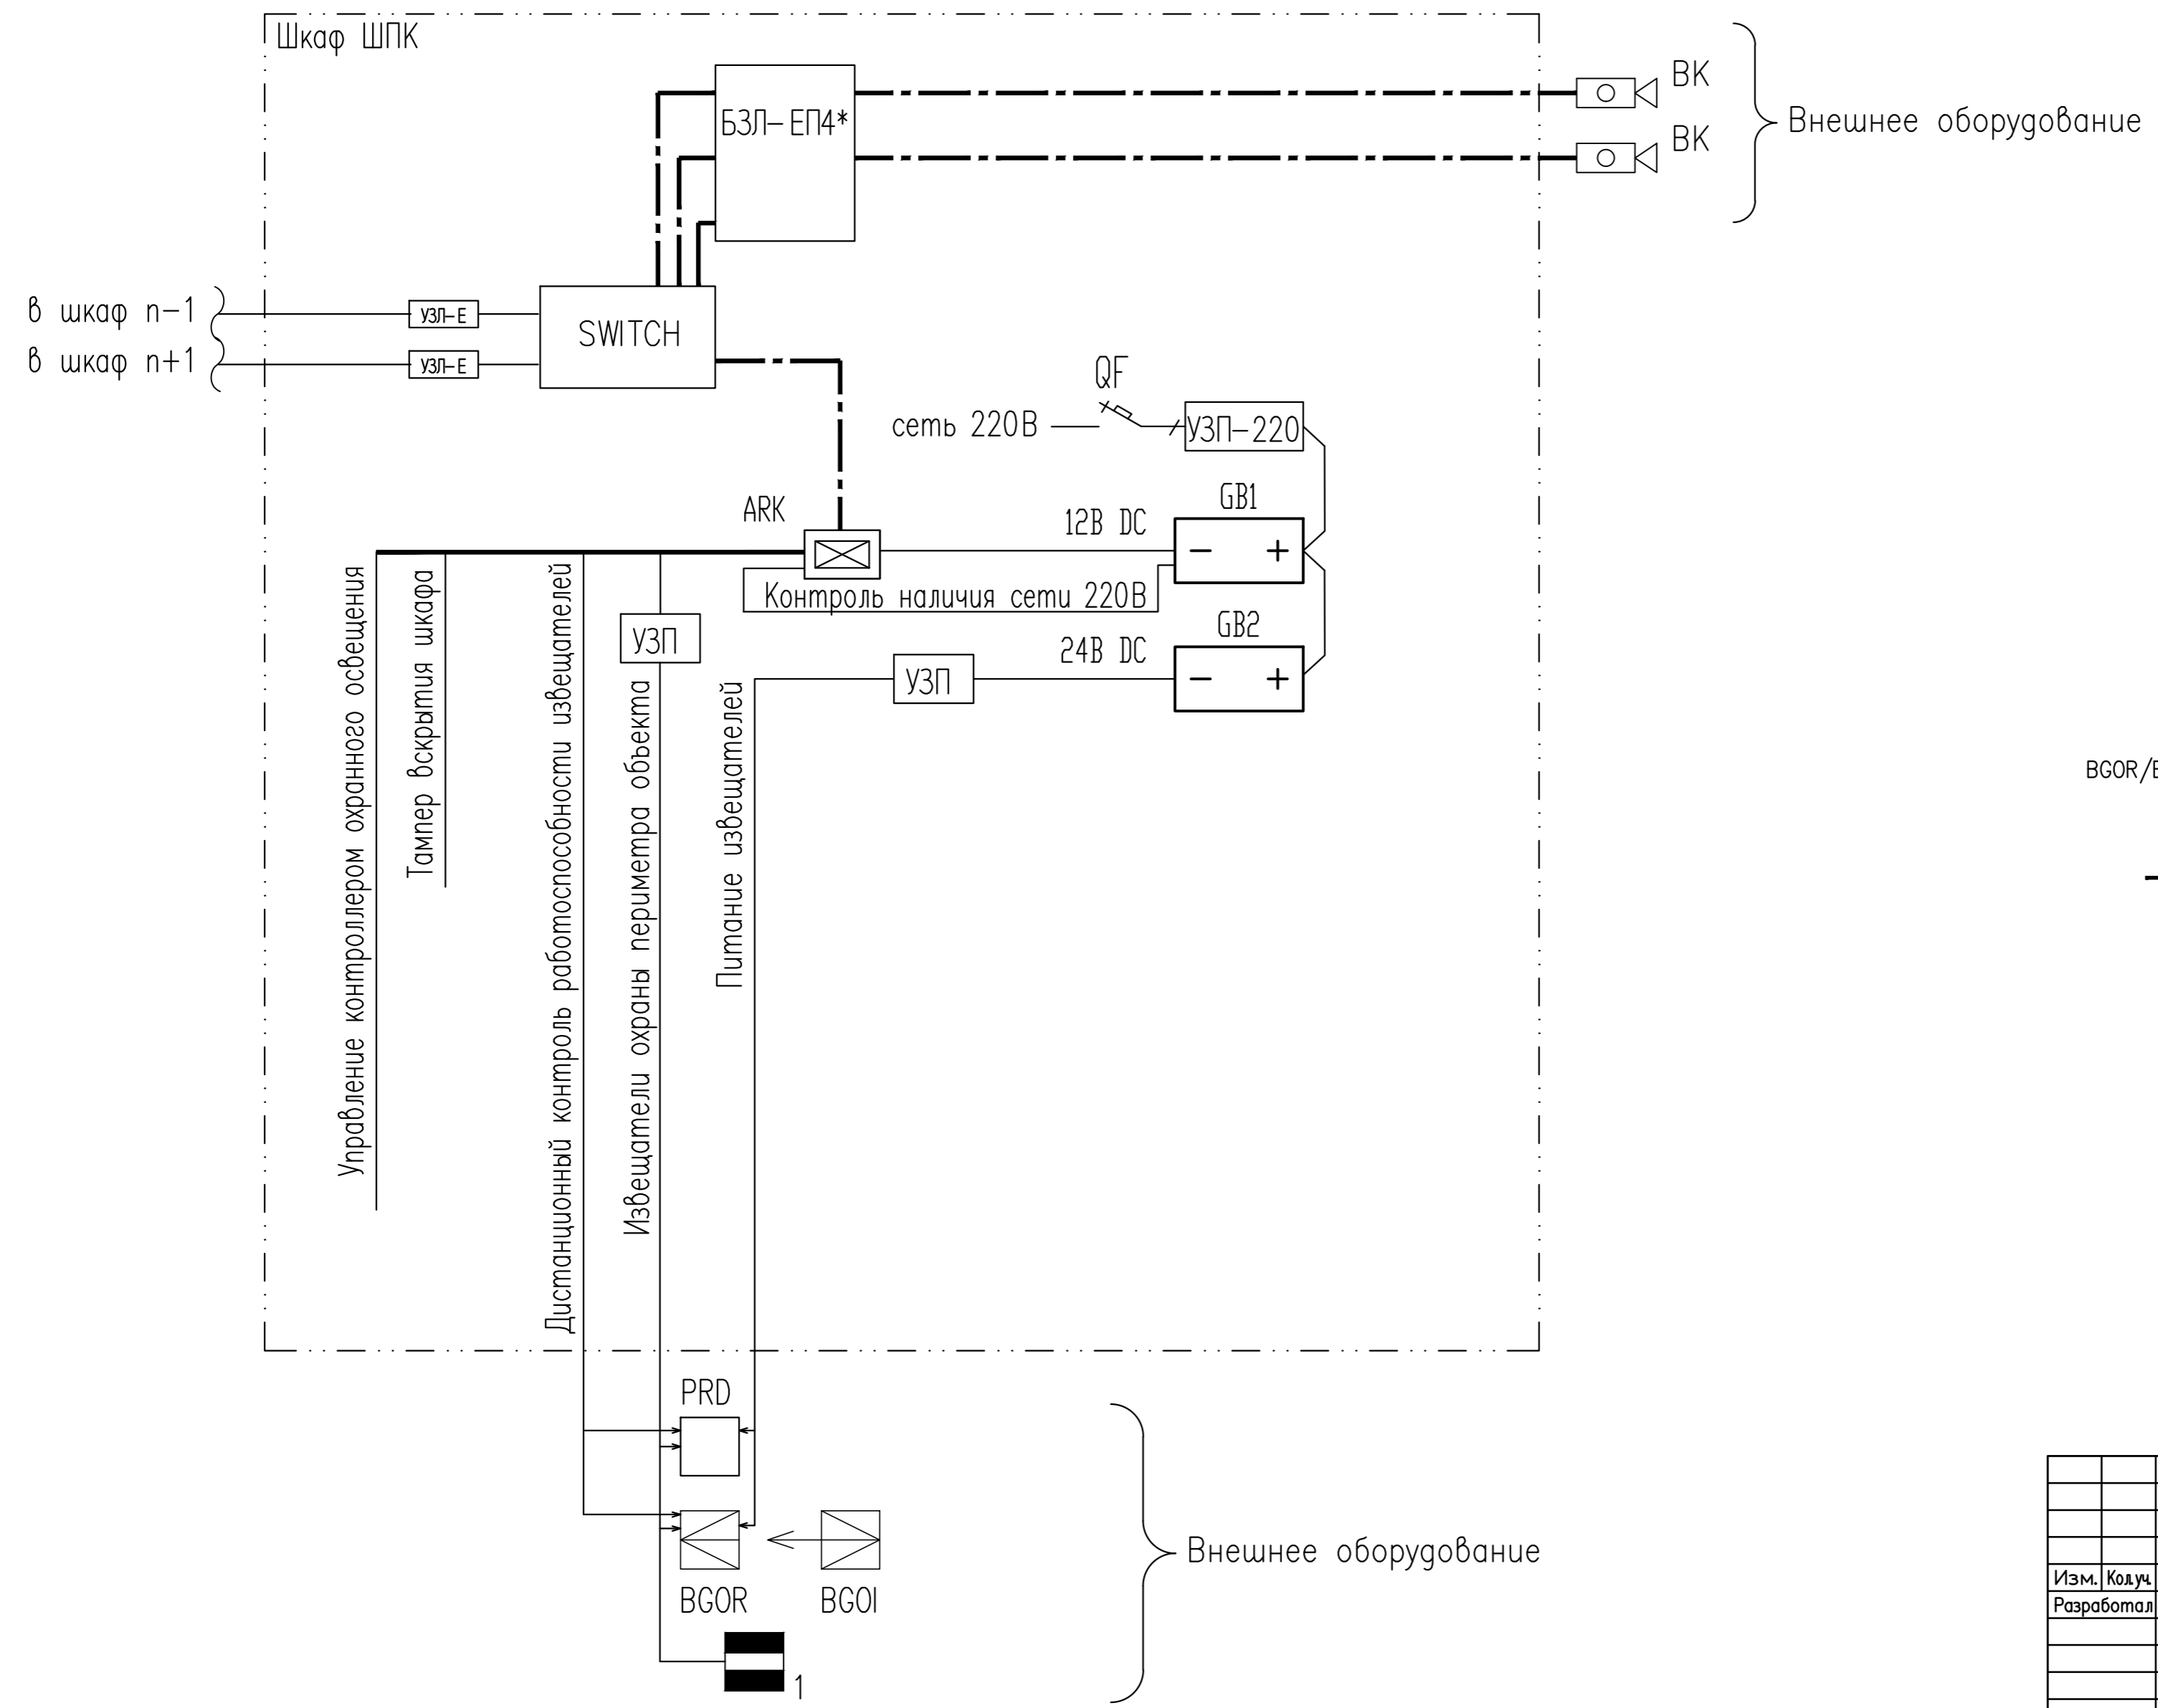 Шкаф ШПК
БЗЛ-ЕП4*
ВК
ВК
Внешнее оборудование
в шкаф n-1
УЗЛ-Е
в шкаф n+1
УЗЛ-Е
SWITCH
QF
сеть 220В
УЗП-220
ARK
12В DC
GB1
Контроль наличия сети 220В
24В DC
GB2
УЗП
УЗП
Управление контроллером охранного освещения
Тампер вскрытия шкафа
Дистанционный контроль работоспособности извещателей
Извещатели охраны периметра объекта
Питание извещателей
BGOR/
PRD
BGOR
BGOI
Внешнее оборудование
1
Изм. Кол.уч.
Разработал